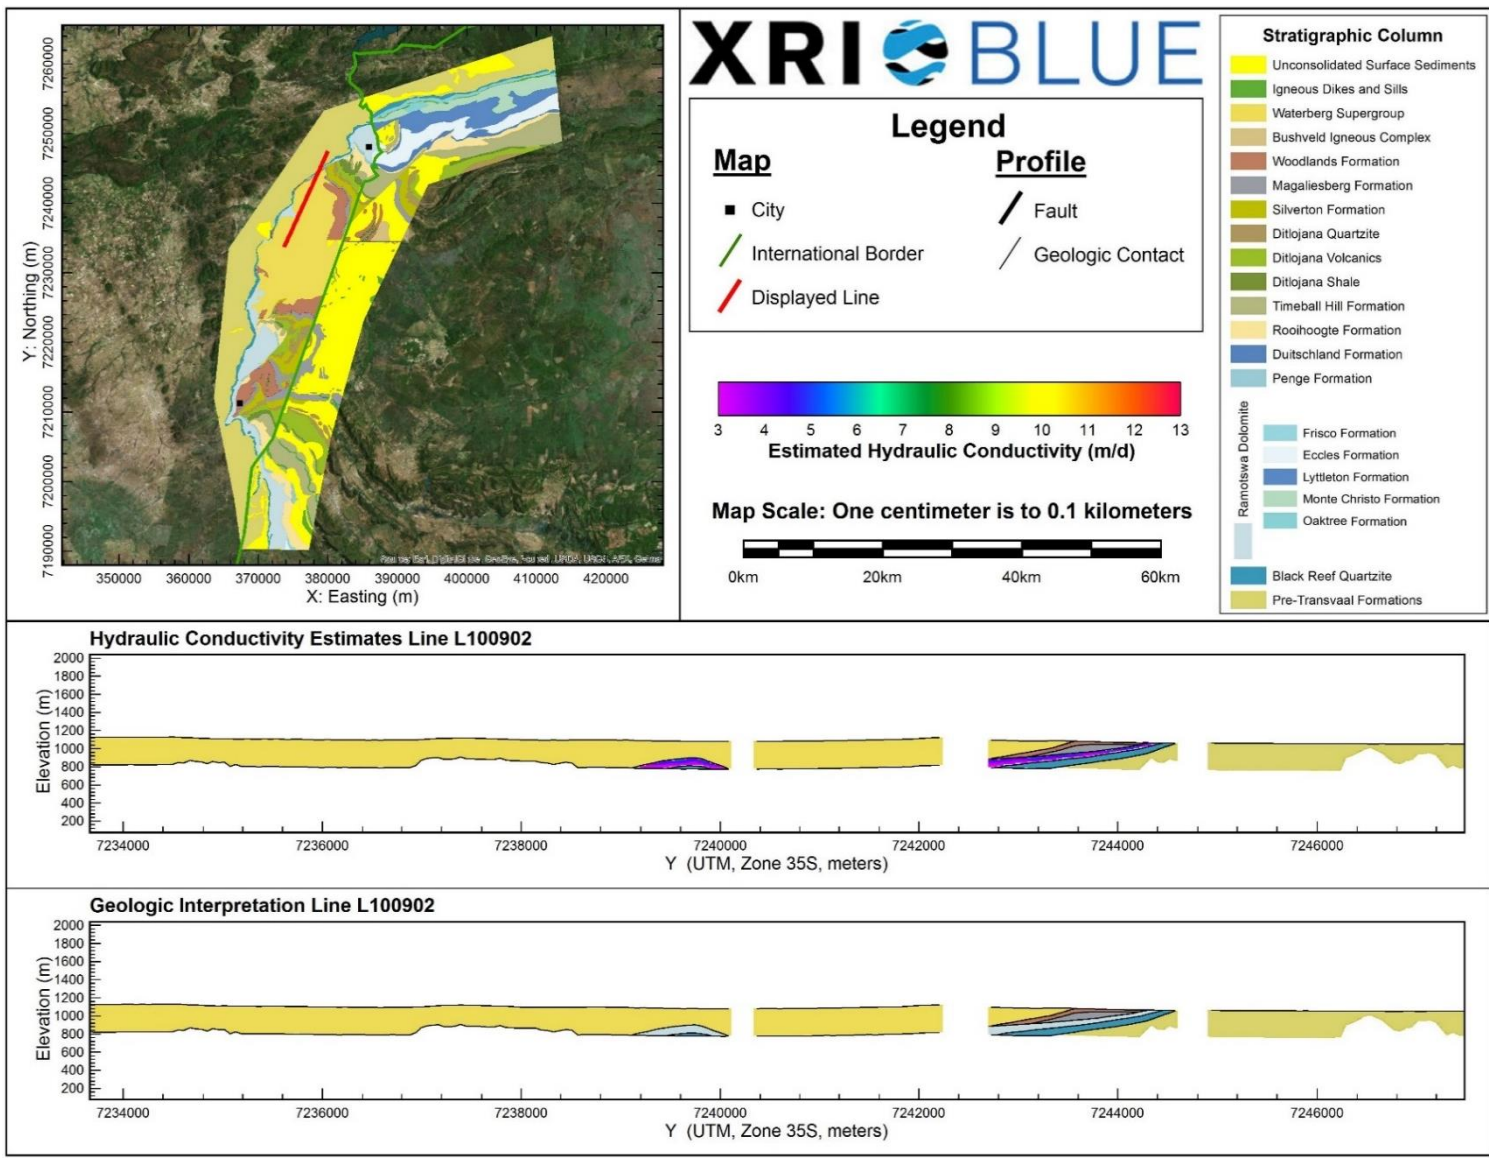 XRI BLUE
Y: Northing (m)
7260000
7250000
7240000
7230000
7220000
7210000
7200000
7190000
350000 360000 370000 380000 390000 400000 410000 420000
X: Easting (m)
Legend
Map
City
International Border
Displayed Line
Profile
Fault
Geologic Contact
3 4 5 6 7 8 9 10 11 12 13
Estimated Hydraulic Conductivity (m/d)
Map Scale: One centimeter is to 0.1 kilometers
0km 20km 40km 60km
Stratigraphic Column
Unconsolidated Surface Sediments
Igneous Dikes and Sills
Waterberg Supergroup
Bushveld Igneous Complex
Woodlands Formation
Magaliesberg Formation
Silverton Formation
Ditlojana Quartzite
Ditlojana Volcanics
Ditlojana Shale
Timeball Hill Formation
Rooihoogte Formation
Duitschland Formation
Penge Formation
Ramotswa Dolomite
Frisco Formation
Eccles Formation
Lyttleton Formation
Monte Christo Formation
Oaktree Formation
Black Reef Quartzite
Pre-Transvaal Formations
Hydraulic Conductivity Estimates Line L100902
Elevation (m)
2000
1800
1600
1400
1200
1000
800
600
400
200
7234000 7236000 7238000 7240000 7242000 7244000 7246000
Y (UTM, Zone 35S, meters)
Geologic Interpretation Line L100902
Elevation (m)
2000
1800
1600
1400
1200
1000
800
600
400
200
7234000 7236000 7238000 7240000 7242000 7244000 7246000
Y (UTM, Zone 35S, meters)